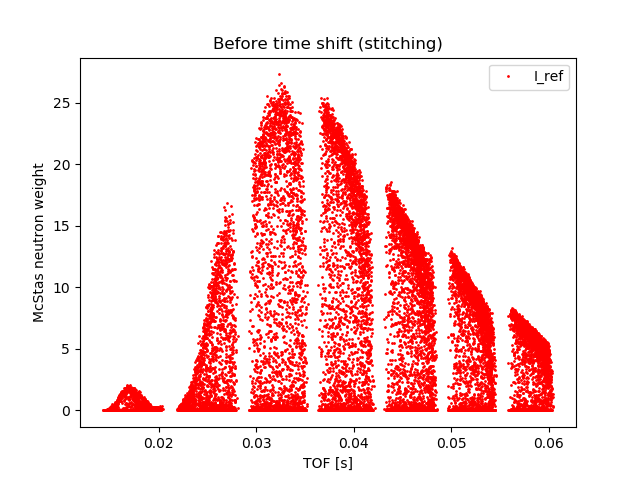 Before time shift (stitching)
I_ref
25
20
15
10
5
0
McStas neutron weight
0.02 0.03 0.04 0.05 0.06
TOF [s]